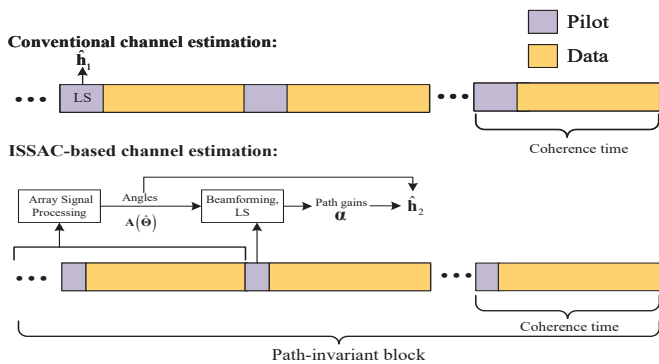 Pilot
Data
Conventional channel estimation:
ĥ₁
LS
Coherence time
ISSAC-based channel estimation:
Array Signal
Processing
Angles
A(Θ̂)
Beamforming,
LS
Path gains
α
ĥ₂
Coherence time
Path-invariant block